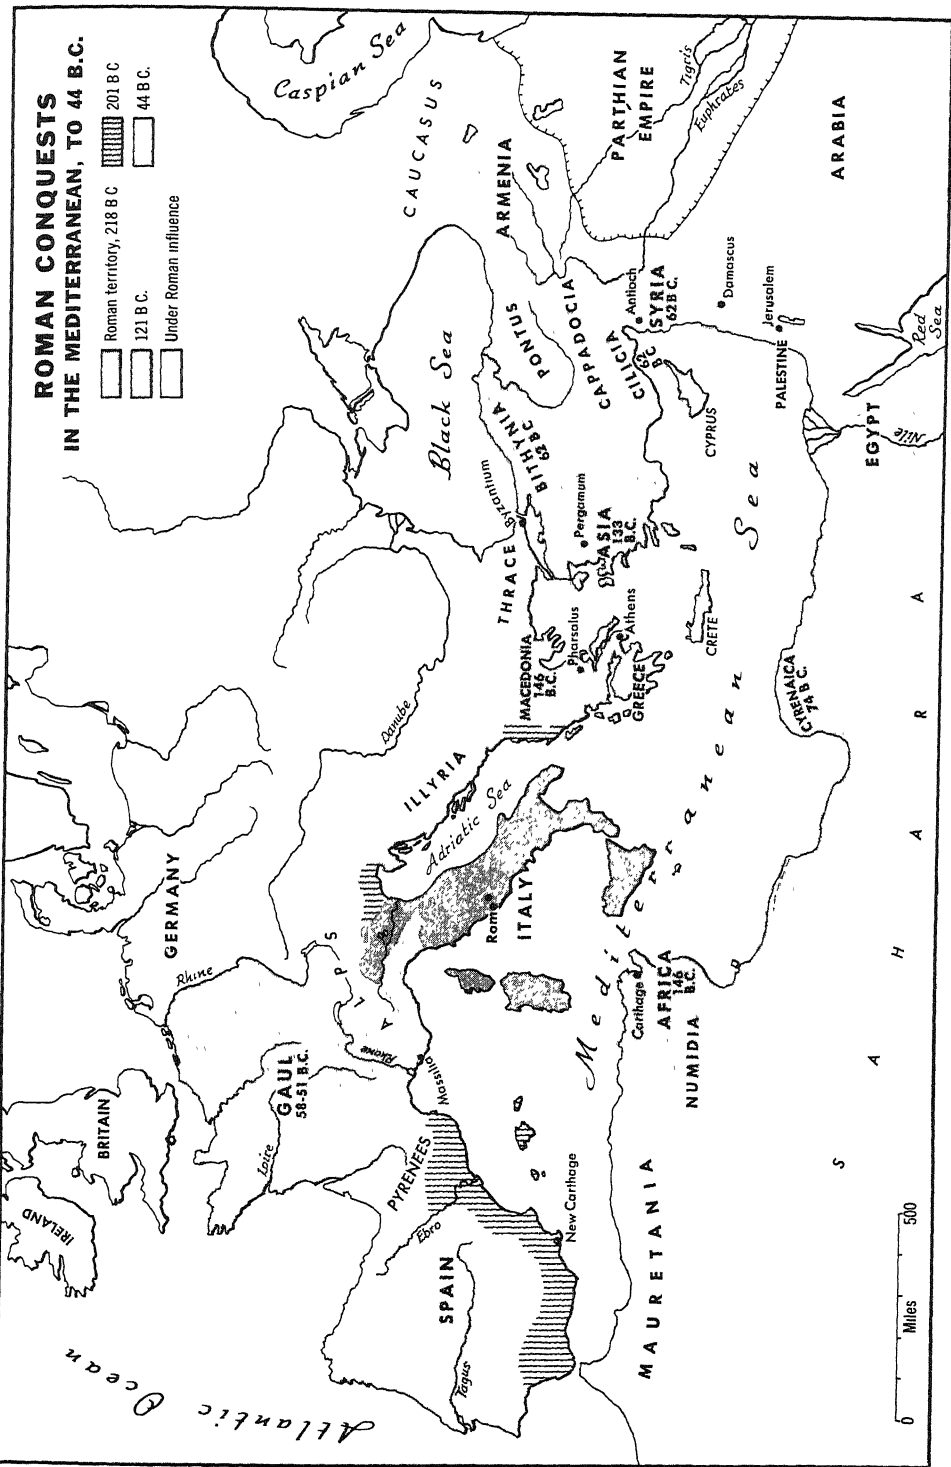 ROMAN CONQUESTS
IN THE MEDITERRANEAN, TO 44 B.C.
Roman territory, 218 B C
201 B C
121 B.C.
44 B.C.
Under Roman influence
Atlantic Ocean
IRELAND
BRITAIN
GERMANY
Rhine
GAUL
58-51 B.C.
Loire
Rhone
ALPS
Massilia
PYRENEES
Ebro
SPAIN
Tagus
New Carthage
Po
Rome
ITALY
Adriatic Sea
ILLYRIA
Danube
MACEDONIA
146
B.C.
THRACE
Byzantium
Pharsalus
Athens
GREECE
CRETE
Black Sea
CAUCASUS
Caspian Sea
BITHYNIA
62 B C
PONTUS
ARMENIA
Pergamum
ASIA
133
B.C.
CAPPADOCIA
CILICIA
62
B C
CYPRUS
Antioch
SYRIA
62 B C.
Damascus
Jerusalem
PALESTINE
PARTHIAN
EMPIRE
Tigris
Euphrates
ARABIA
Red
Sea
EGYPT
Nile
Mediterranean Sea
CYRENAICA
74 B C.
Carthage
AFRICA
146
B.C.
NUMIDIA
MAURETANIA
SAHARA
0 Miles 500